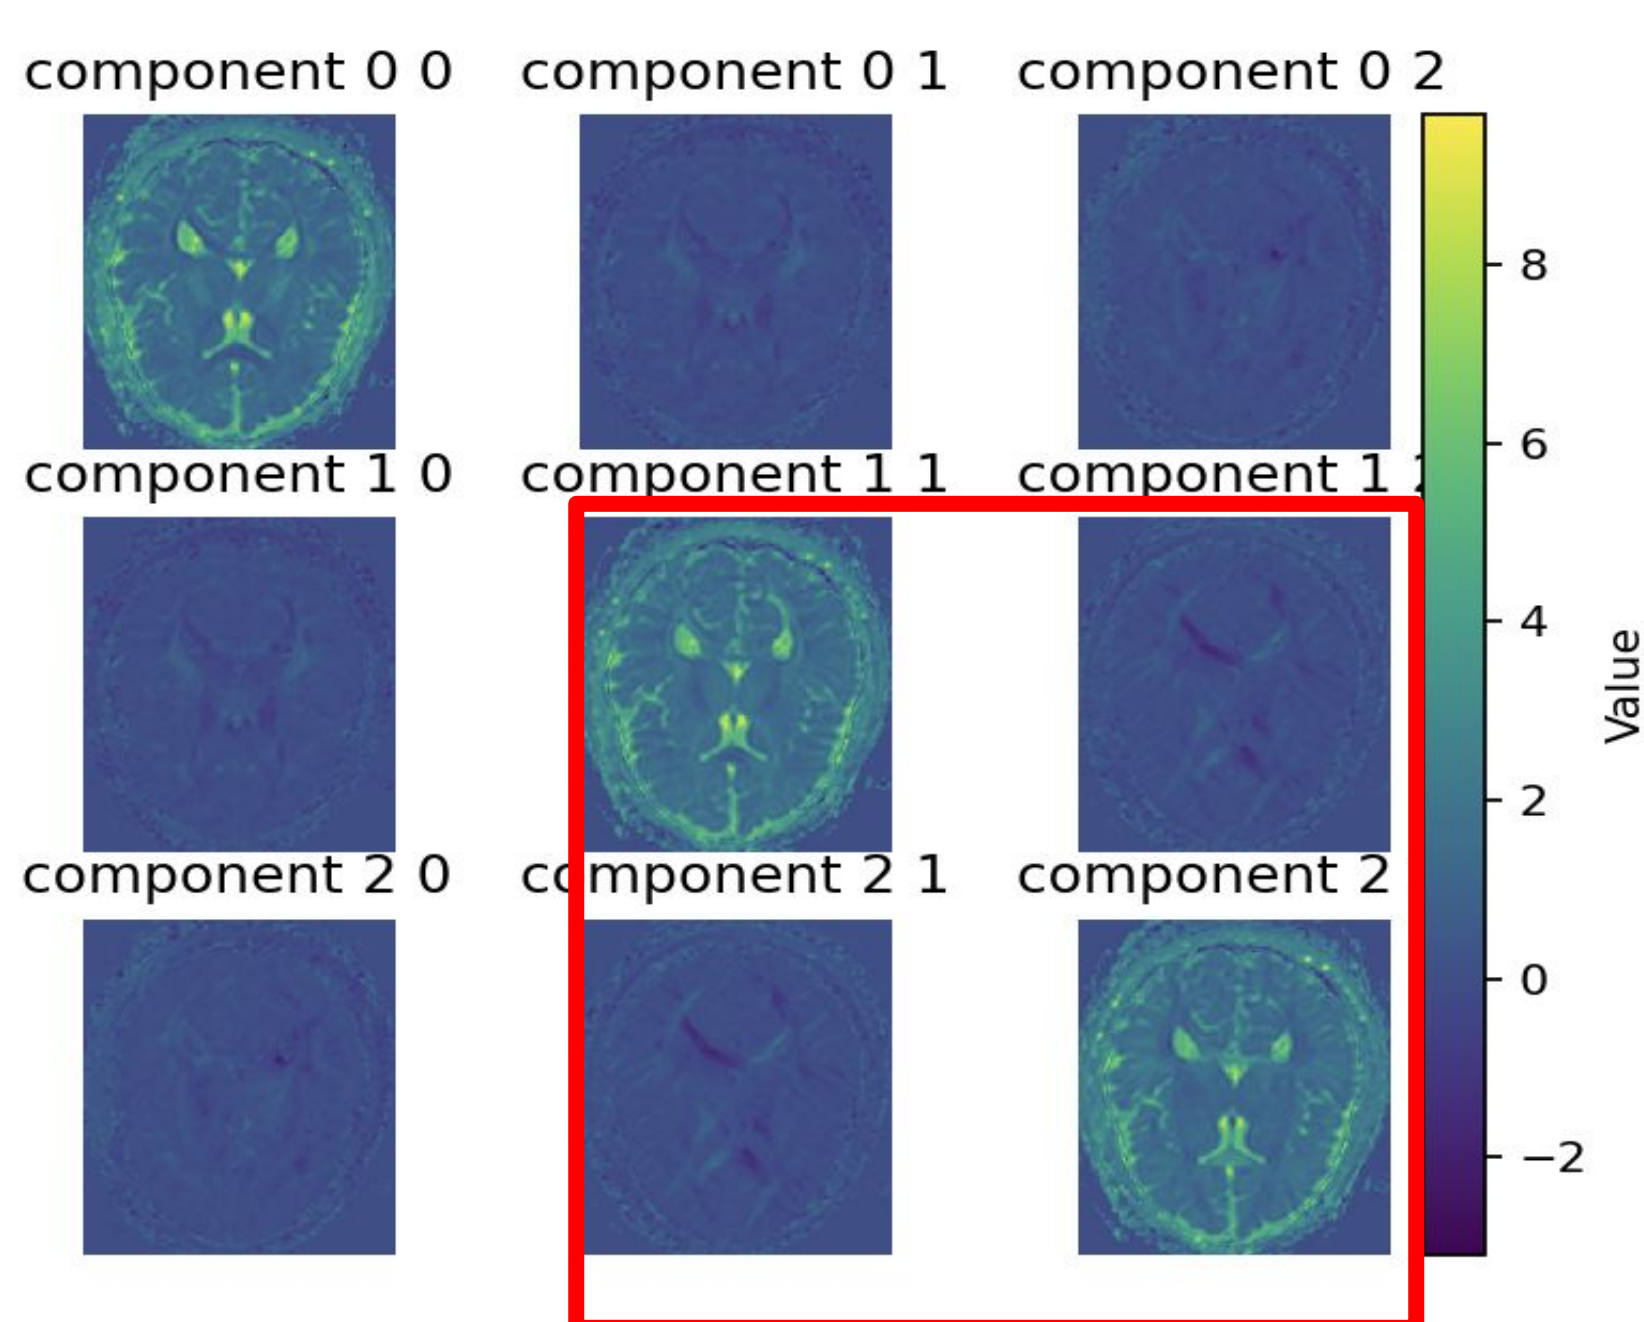 component 0 0
component 0 1
component 0 2
component 1 0
component 1 1
component 1
component 2 0
component 2 1
component 2
8
6
4
2
0
−2
Value